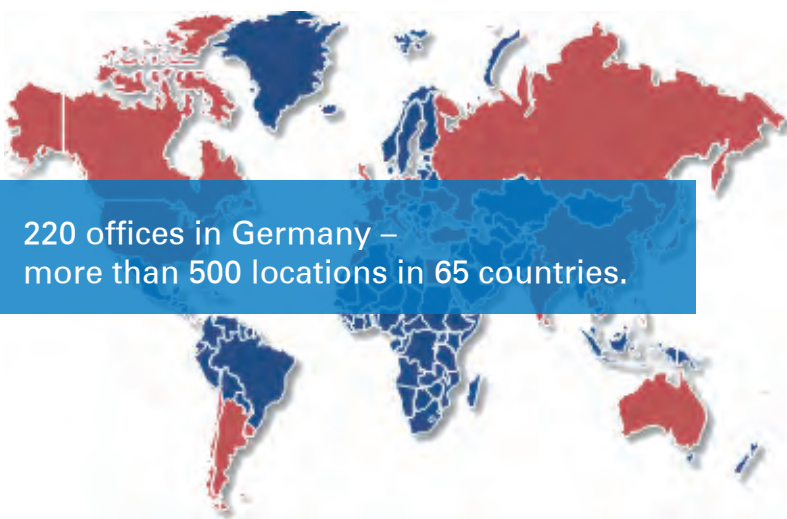 220 offices in Germany –
more than 500 locations in 65 countries.